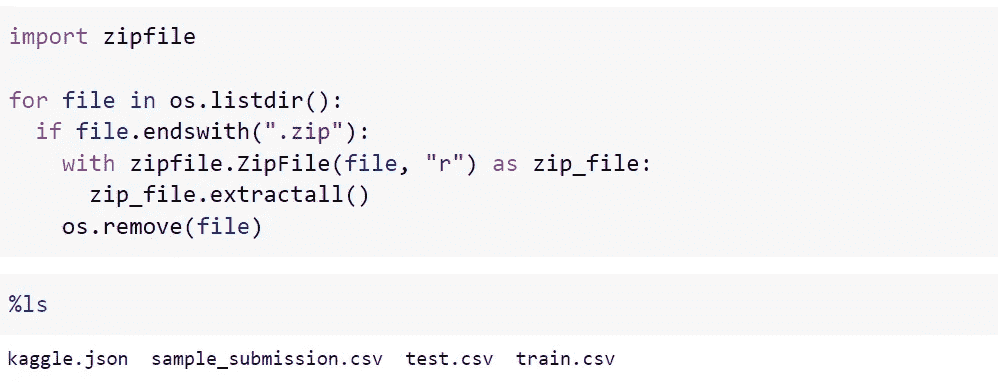 import zipfile
for file in os.listdir():
  if file.endswith(".zip"):
    with zipfile.ZipFile(file, "r") as zip_file:
      zip_file.extractall()
    os.remove(file)
%ls
kaggle.json  sample_submission.csv  test.csv  train.csv